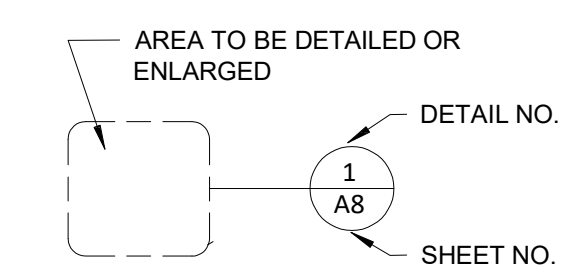 AREA TO BE DETAILED OR
ENLARGED
DETAIL NO.
1
A8
SHEET NO.